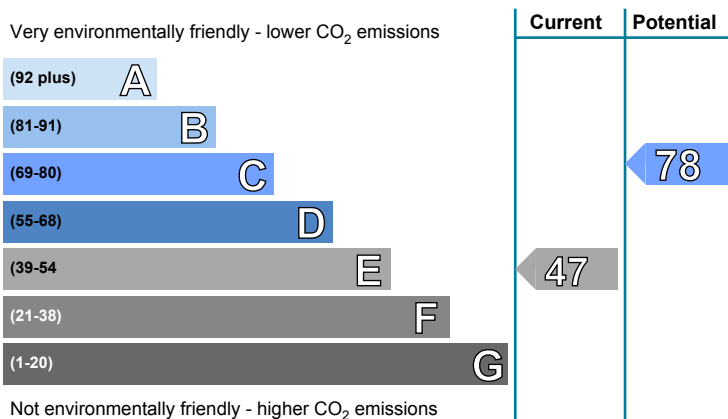 Current Potential
Very environmentally friendly - lower CO2 emissions
(92 plus) A
(81-91) B
(69-80) C
78
(55-68) D
(39-54 E
47
(21-38) F
(1-20) G
Not environmentally friendly - higher CO2 emissions